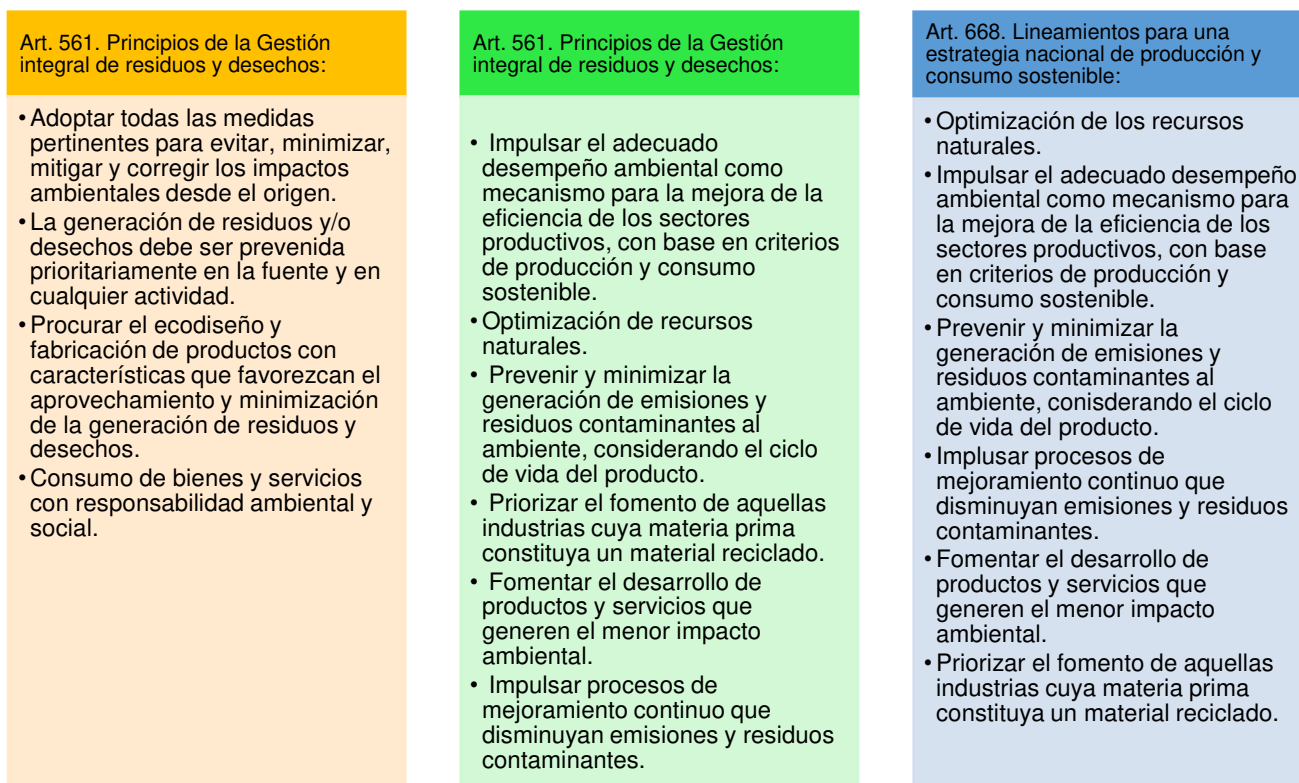 Art. 561. Principios de la Gestión
integral de residuos y desechos:
• Adoptar todas las medidas
pertinentes para evitar, minimizar,
mitigar y corregir los impactos
ambientales desde el origen.
• La generación de residuos y/o
desechos debe ser prevenida
prioritariamente en la fuente y en
cualquier actividad.
• Procurar el ecodiseño y
fabricación de productos con
características que favorezcan el
aprovechamiento y minimización
de la generación de residuos y
desechos.
• Consumo de bienes y servicios
con responsabilidad ambiental y
social.
Art. 561. Principios de la Gestión
integral de residuos y desechos:
• Impulsar el adecuado
desempeño ambiental como
mecanismo para la mejora de la
eficiencia de los sectores
productivos, con base en criterios
de producción y consumo
sostenible.
• Optimización de recursos
naturales.
• Prevenir y minimizar la
generación de emisiones y
residuos contaminantes al
ambiente, considerando el ciclo
de vida del producto.
• Priorizar el fomento de aquellas
industrias cuya materia prima
constituya un material reciclado.
• Fomentar el desarrollo de
productos y servicios que
generen el menor impacto
ambiental.
• Impulsar procesos de
mejoramiento continuo que
disminuyan emisiones y residuos
contaminantes.
Art. 668. Lineamientos para una
estrategia nacional de producción y
consumo sostenible:
• Optimización de los recursos
naturales.
• Impulsar el adecuado desempeño
ambiental como mecanismo para
la mejora de la eficiencia de los
sectores productivos, con base
en criterios de producción y
consumo sostenible.
• Prevenir y minimizar la
generación de emisiones y
residuos contaminantes al
ambiente, conisderando el ciclo
de vida del producto.
• Implusar procesos de
mejoramiento continuo que
disminuyan emisiones y residuos
contaminantes.
• Fomentar el desarrollo de
productos y servicios que
generen el menor impacto
ambiental.
• Priorizar el fomento de aquellas
industrias cuya materia prima
constituya un material reciclado.